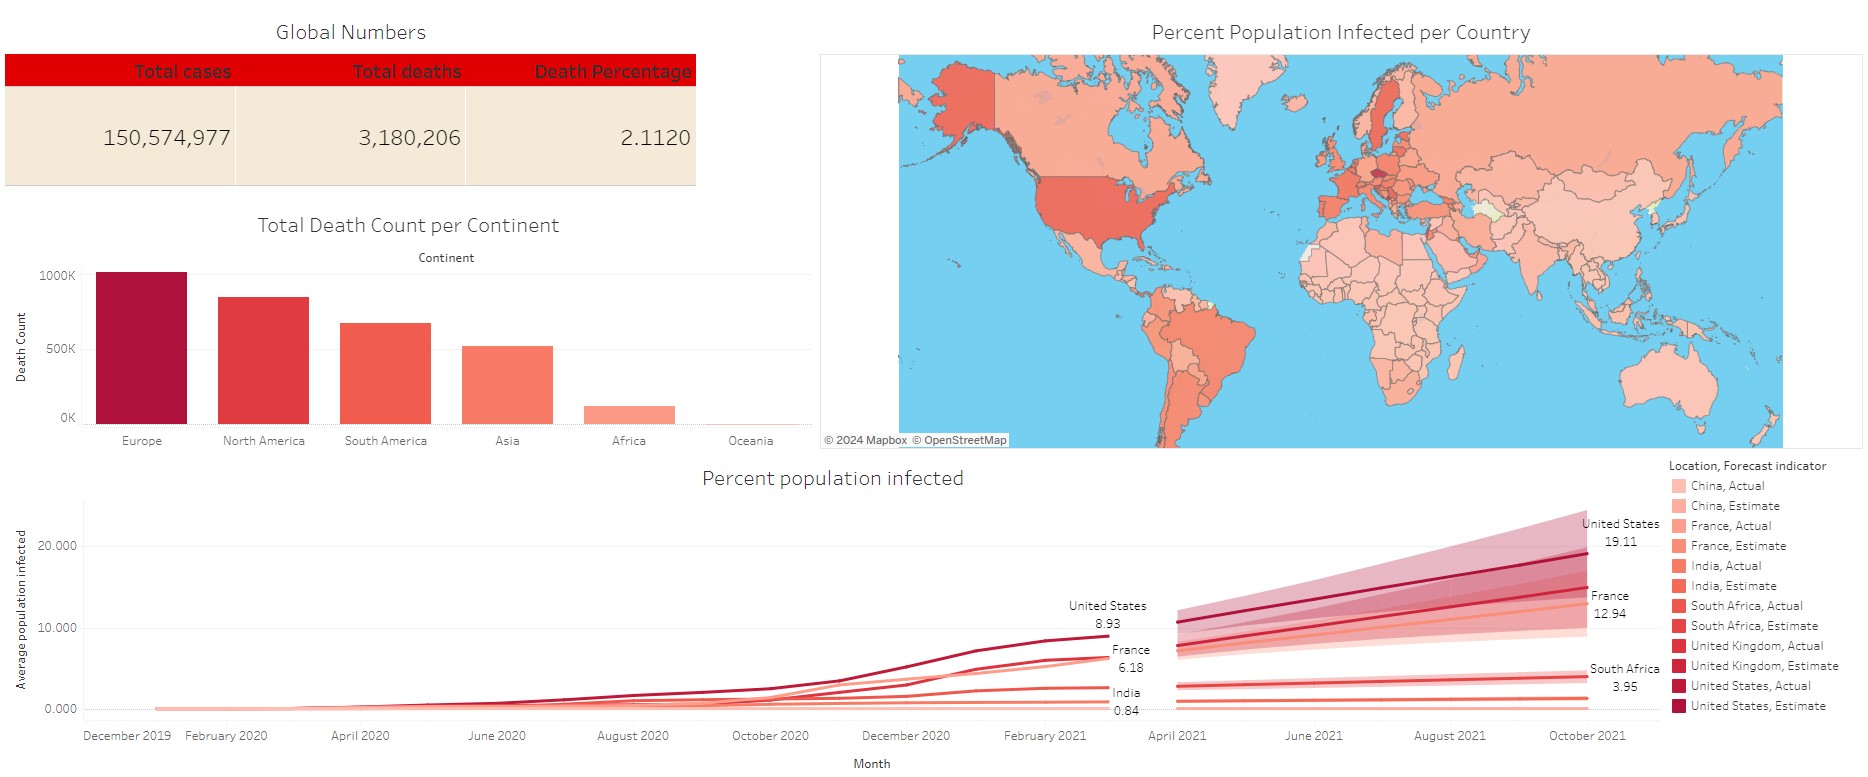 Global Numbers
Total cases Total deaths Death Percentage
150,574,977 3,180,206 2.1120
Percent Population Infected per Country
© 2024 Mapbox © OpenStreetMap
Total Death Count per Continent
Continent
Death Count
1000K
500K
0K
Europe North America South America Asia Africa Oceania
Percent population infected
Average population infected
20.000
10.000
0.000
United States
8.93
France
6.18
India
0.84
United States
19.11
France
12.94
South Africa
3.95
December 2019 February 2020 April 2020 June 2020 August 2020 October 2020 December 2020 February 2021 April 2021 June 2021 August 2021 October 2021
Month
Location, Forecast indicator
China, Actual
China, Estimate
France, Actual
France, Estimate
India, Actual
India, Estimate
South Africa, Actual
South Africa, Estimate
United Kingdom, Actual
United Kingdom, Estimate
United States, Actual
United States, Estimate